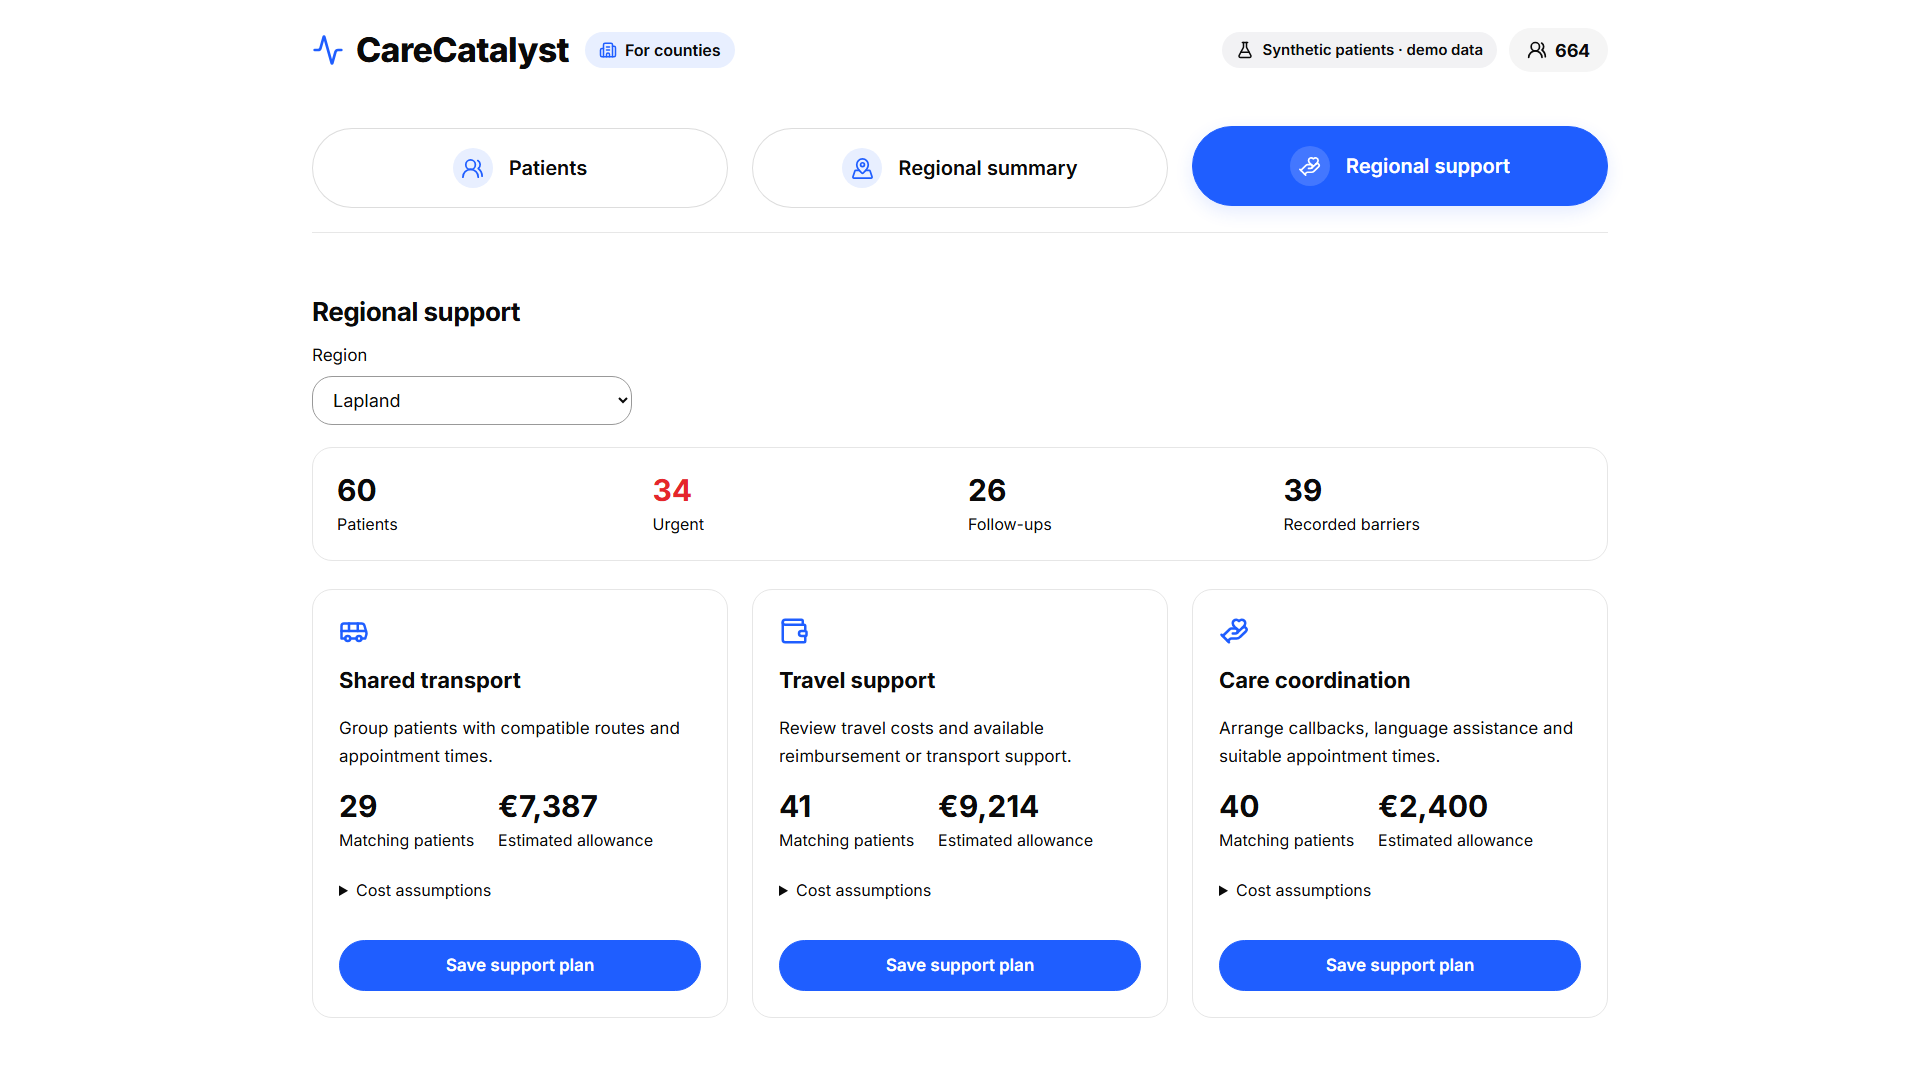 CareCatalyst
For counties
Synthetic patients · demo data
664
Patients
Regional summary
Regional support
Regional support
Region
Lapland
60
Patients
34
Urgent
26
Follow-ups
39
Recorded barriers
Shared transport
Group patients with compatible routes and
appointment times.
29
Matching patients
€7,387
Estimated allowance
Cost assumptions
Save support plan
Travel support
Review travel costs and available
reimbursement or transport support.
41
Matching patients
€9,214
Estimated allowance
Cost assumptions
Save support plan
Care coordination
Arrange callbacks, language assistance and
suitable appointment times.
40
Matching patients
€2,400
Estimated allowance
Cost assumptions
Save support plan